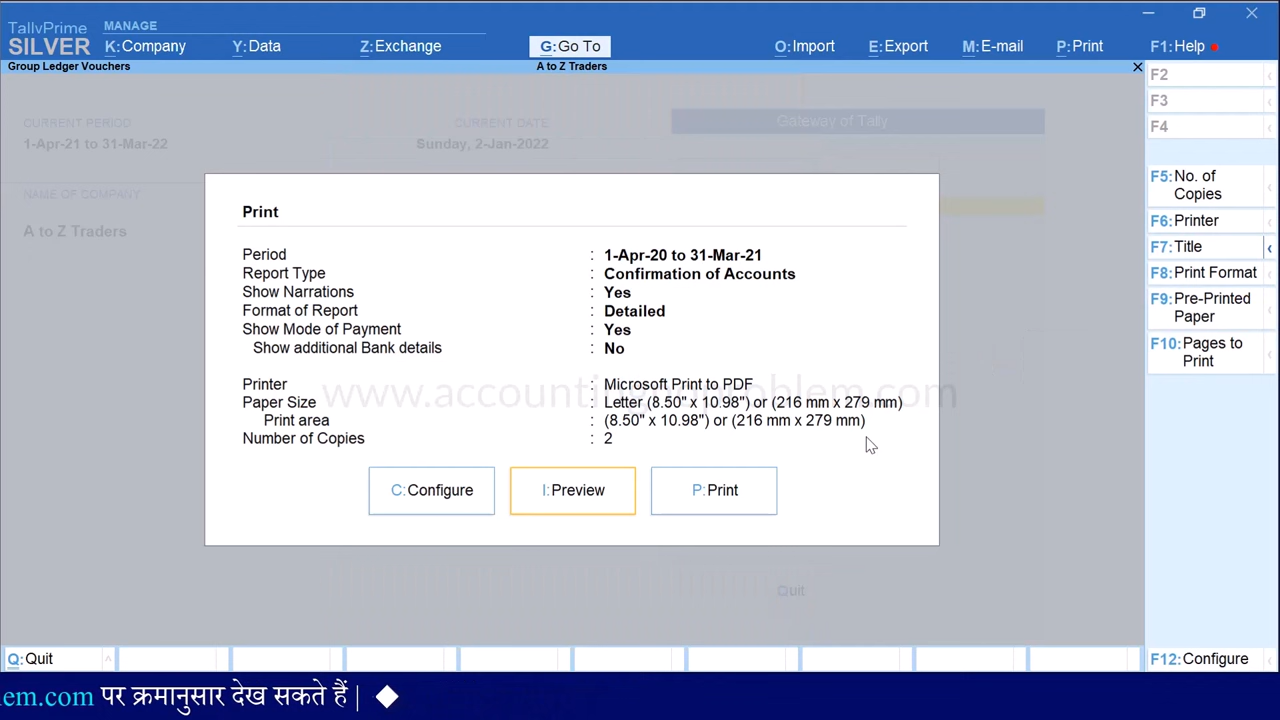 TallyPrime
SILVER
MANAGE
K:Company Y:Data Z:Exchange G:Go To O:Import E:Export M:E-mail P:Print F1:Help
Group Ledger Vouchers A to Z Traders
F2
F3
F4
CURRENT PERIOD
1-Apr-21 to 31-Mar-22
CURRENT DATE
Sunday, 2-Jan-2022
Gateway of Tally
NAME OF COMPANY
A to Z Traders
Print
Period : 1-Apr-20 to 31-Mar-21
Report Type : Confirmation of Accounts
Show Narrations : Yes
Format of Report : Detailed
Show Mode of Payment : Yes
Show additional Bank details : No
Printer : Microsoft Print to PDF
Paper Size : Letter (8.50" x 10.98") or (216 mm x 279 mm)
Print area : (8.50" x 10.98") or (216 mm x 279 mm)
Number of Copies : 2
C:Configure I:Preview P:Print
Quit
F5:No. of
Copies
F6:Printer
F7:Title
F8:Print Format
F9:Pre-Printed
Paper
F10:Pages to
Print
Q:Quit
F12:Configure
lem.com पर क्रमानुसार देख सकते हैं | ◆